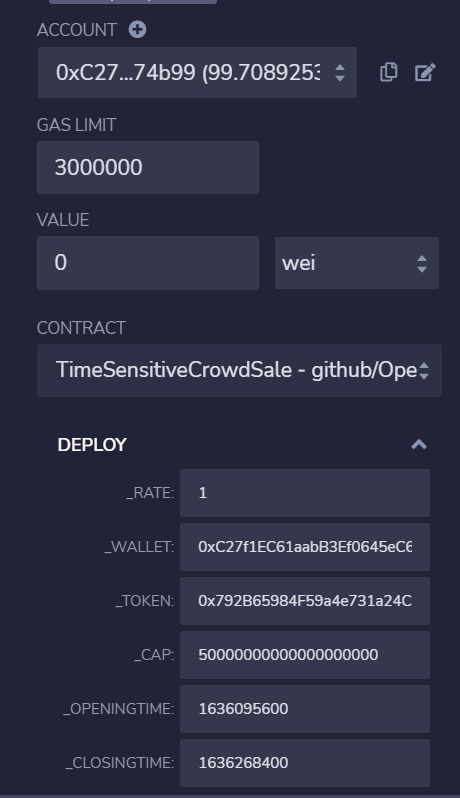 ACCOUNT
0xC27...74b99 (99.7089253
GAS LIMIT
3000000
VALUE
0 wei
CONTRACT
TimeSensitiveCrowdSale - github/Ope
DEPLOY
_RATE: 1
_WALLET: 0xC27f1EC61aabB3Ef0645eC6
_TOKEN: 0x792B65984F59a4e731a24C
_CAP: 50000000000000000000
_OPENINGTIME: 1636095600
_CLOSINGTIME: 1636268400